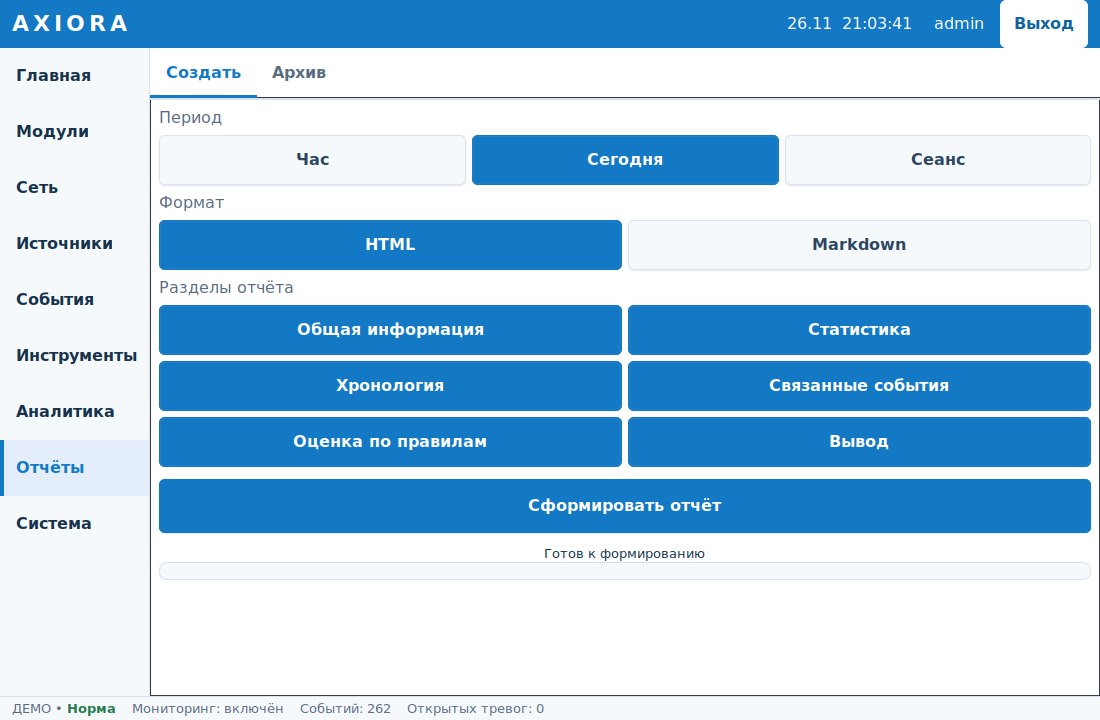 AXIORA
26.11 21:03:41 admin Выход
Главная
Модули
Сеть
Источники
События
Инструменты
Аналитика
Отчёты
Система
Создать Архив
Период
Час Сегодня Сеанс
Формат
HTML Markdown
Разделы отчёта
Общая информация Статистика
Хронология Связанные события
Оценка по правилам Вывод
Сформировать отчёт
Готов к формированию
ДЕМО • Норма Мониторинг: включён Событий: 262 Открытых тревог: 0